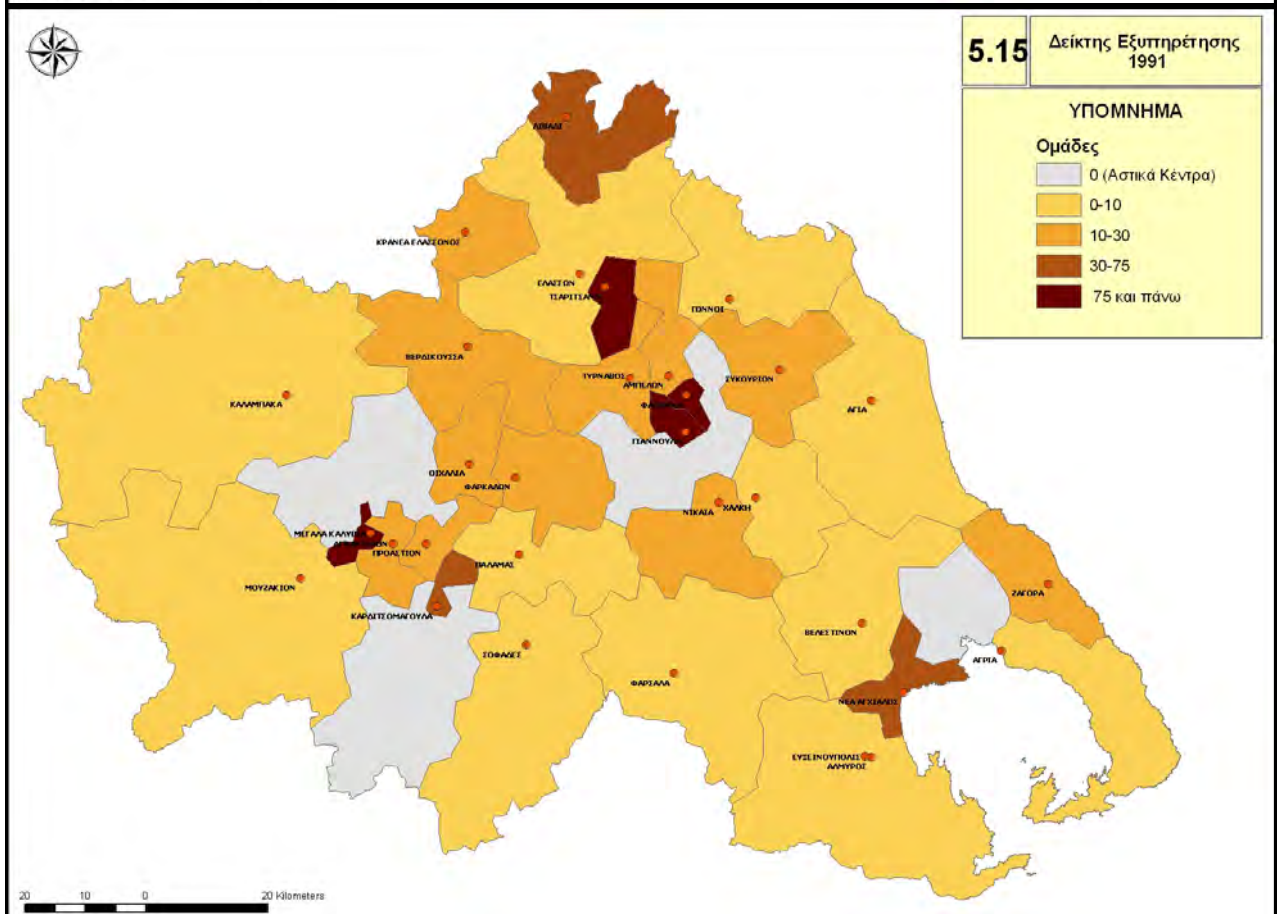 5.15
Δείκτης Εξυπηρέτησης
1991
ΥΠΟΜΝΗΜΑ
Ομάδες
0 (Αστικά Κέντρα)
0-10
10-30
30-75
75 και πάνω
ΛΙΒΑΔΙ
ΚΡΑΝΕΑ ΕΛΑΣΣΟΝΟΣ
ΕΛΑΣΣΩΝ
ΓΟΝΝΟΙ
ΒΕΡΔΙΚΟΥΣΣΑ
ΤΥΡΝΑΒΟΣ
ΑΜΠΕΛΩΝ
ΣΥΚΟΥΡΙΟΝ
ΚΑΛΑΜΠΑΚΑ
ΑΓΙΑ
ΓΙΑΝΝΟΥΛΗ
ΟΙΧΑΛΙΑ
ΦΑΡΚΑΔΩΝ
ΝΙΚΑΙΑ
ΧΑΛΚΗ
ΜΕΓΑΛΑ ΚΑΛΥΒΙΑ
ΠΡΟΑΣΤΙΟΝ
ΠΑΛΑΜΑΣ
ΜΟΥΖΑΚΙΟΝ
ΖΑΓΟΡΑ
ΚΑΡΔΙΤΣΟΜΑΓΟΥΛΑ
ΒΕΛΕΣΤΙΝΟΝ
ΣΟΦΑΔΕΣ
ΑΓΡΙΑ
ΦΑΡΣΑΛΑ
ΝΕΑ ΑΓΧΙΑΛΟΣ
ΕΥΞΕΙΝΟΥΠΟΛΙΣ
ΑΛΜΥΡΟΣ
20 10 0 20 Kilometers